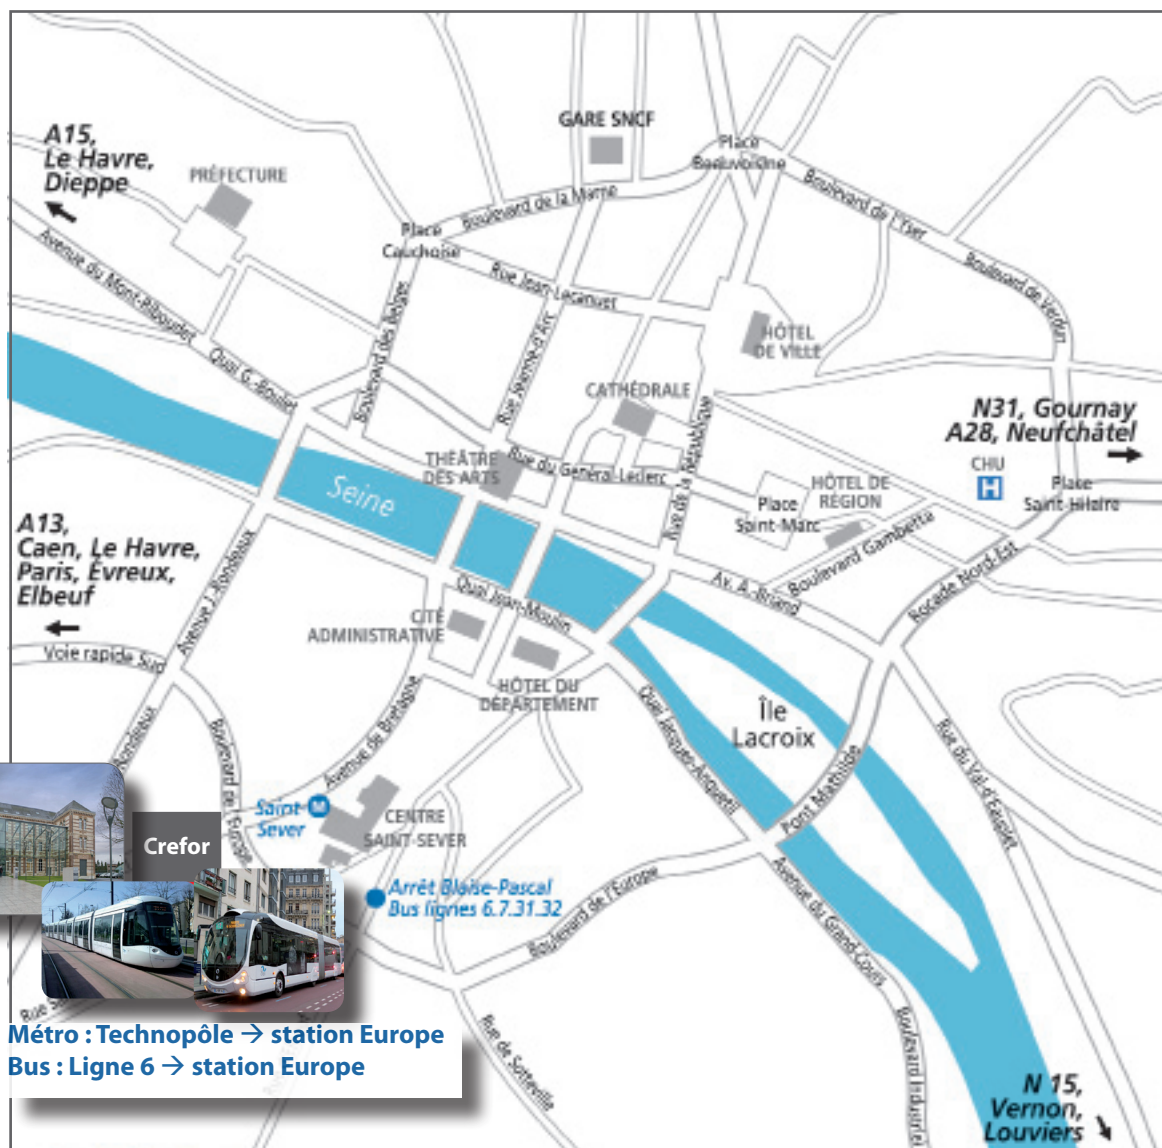 GARE SNCF
A15,
Le Havre,
Dieppe
PRÉFECTURE
Place
Beauvoisine
Boulevard de la Marne
Boulevard de L'Yser
Place
Cauchoise
Avenue du Mont-Riboudet
Rue Jean-Lecanuet
Boulevard de Verdun
Boulevard des Belges
Rue Jeanne-d'Arc
HÔTEL
DE VILLE
Quai G.-Boulet
CATHÉDRALE
N31, Gournay
A28, Neufchâtel
Rue de la République
THÉÂTRE
DES ARTS
Rue du Général-Leclerc
CHU
H
HÔTEL DE
RÉGION
Place
Saint-Marc
Place
Saint-Hilaire
Seine
A13,
Caen, Le Havre,
Paris, Évreux,
Elbeuf
Avenue J.-Rondeaux
Boulevard Gambetta
Rocade Nord-Est
Av. A.-Briand
Quai Jean-Moulin
CITÉ
ADMINISTRATIVE
Voie rapide Sud
HÔTEL DU
DÉPARTEMENT
Île
Lacroix
Quai Jacques-Anquetil
Rondeaux
Boulevard de l'Europe
Avenue de Bretagne
Pont Mathilde
Rue du Val-d'Eauplet
Saint
Sever
M
CENTRE
SAINT-SEVER
Crefor
Arrêt Blaise-Pascal
Bus lignes 6.7.31.32
Boulevard de l'Europe
Avenue du Grand-Cours
Rue
Métro : Technopôle → station Europe
Bus : Ligne 6 → station Europe
Rue de Sotteville
Boulevard Industriel
N 15,
Vernon,
Louviers